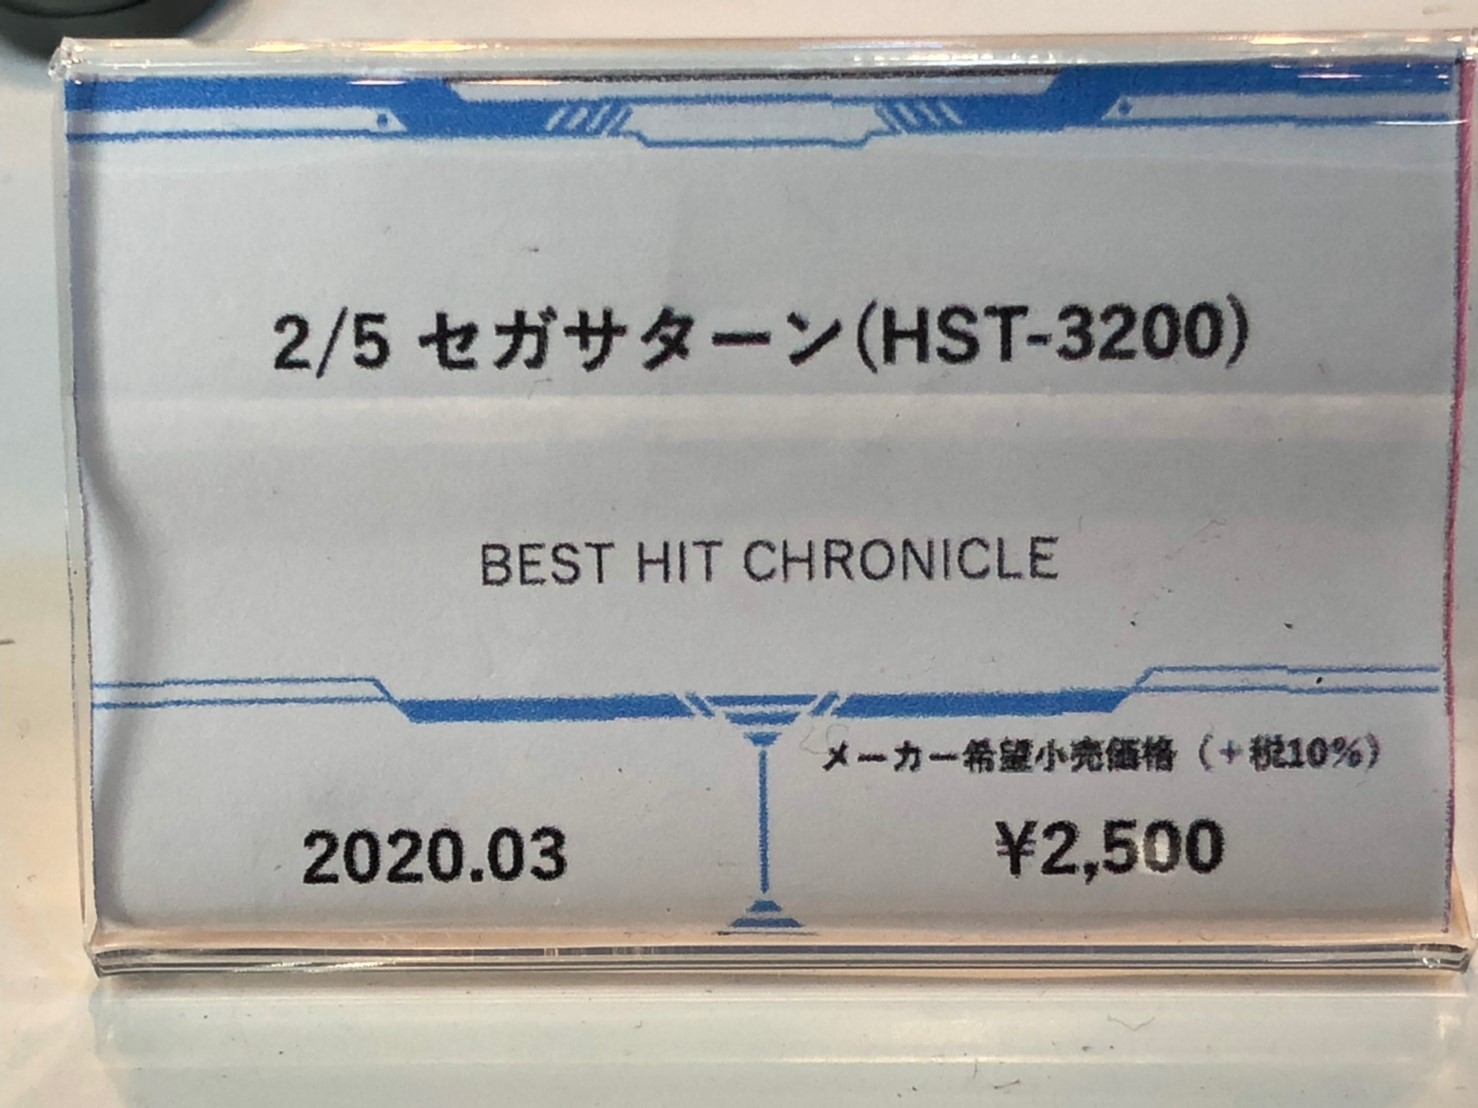 2/5 セガサターン(HST-3200)
BEST HIT CHRONICLE
メーカー希望小売価格（＋税10%）
2020.03
¥2,500